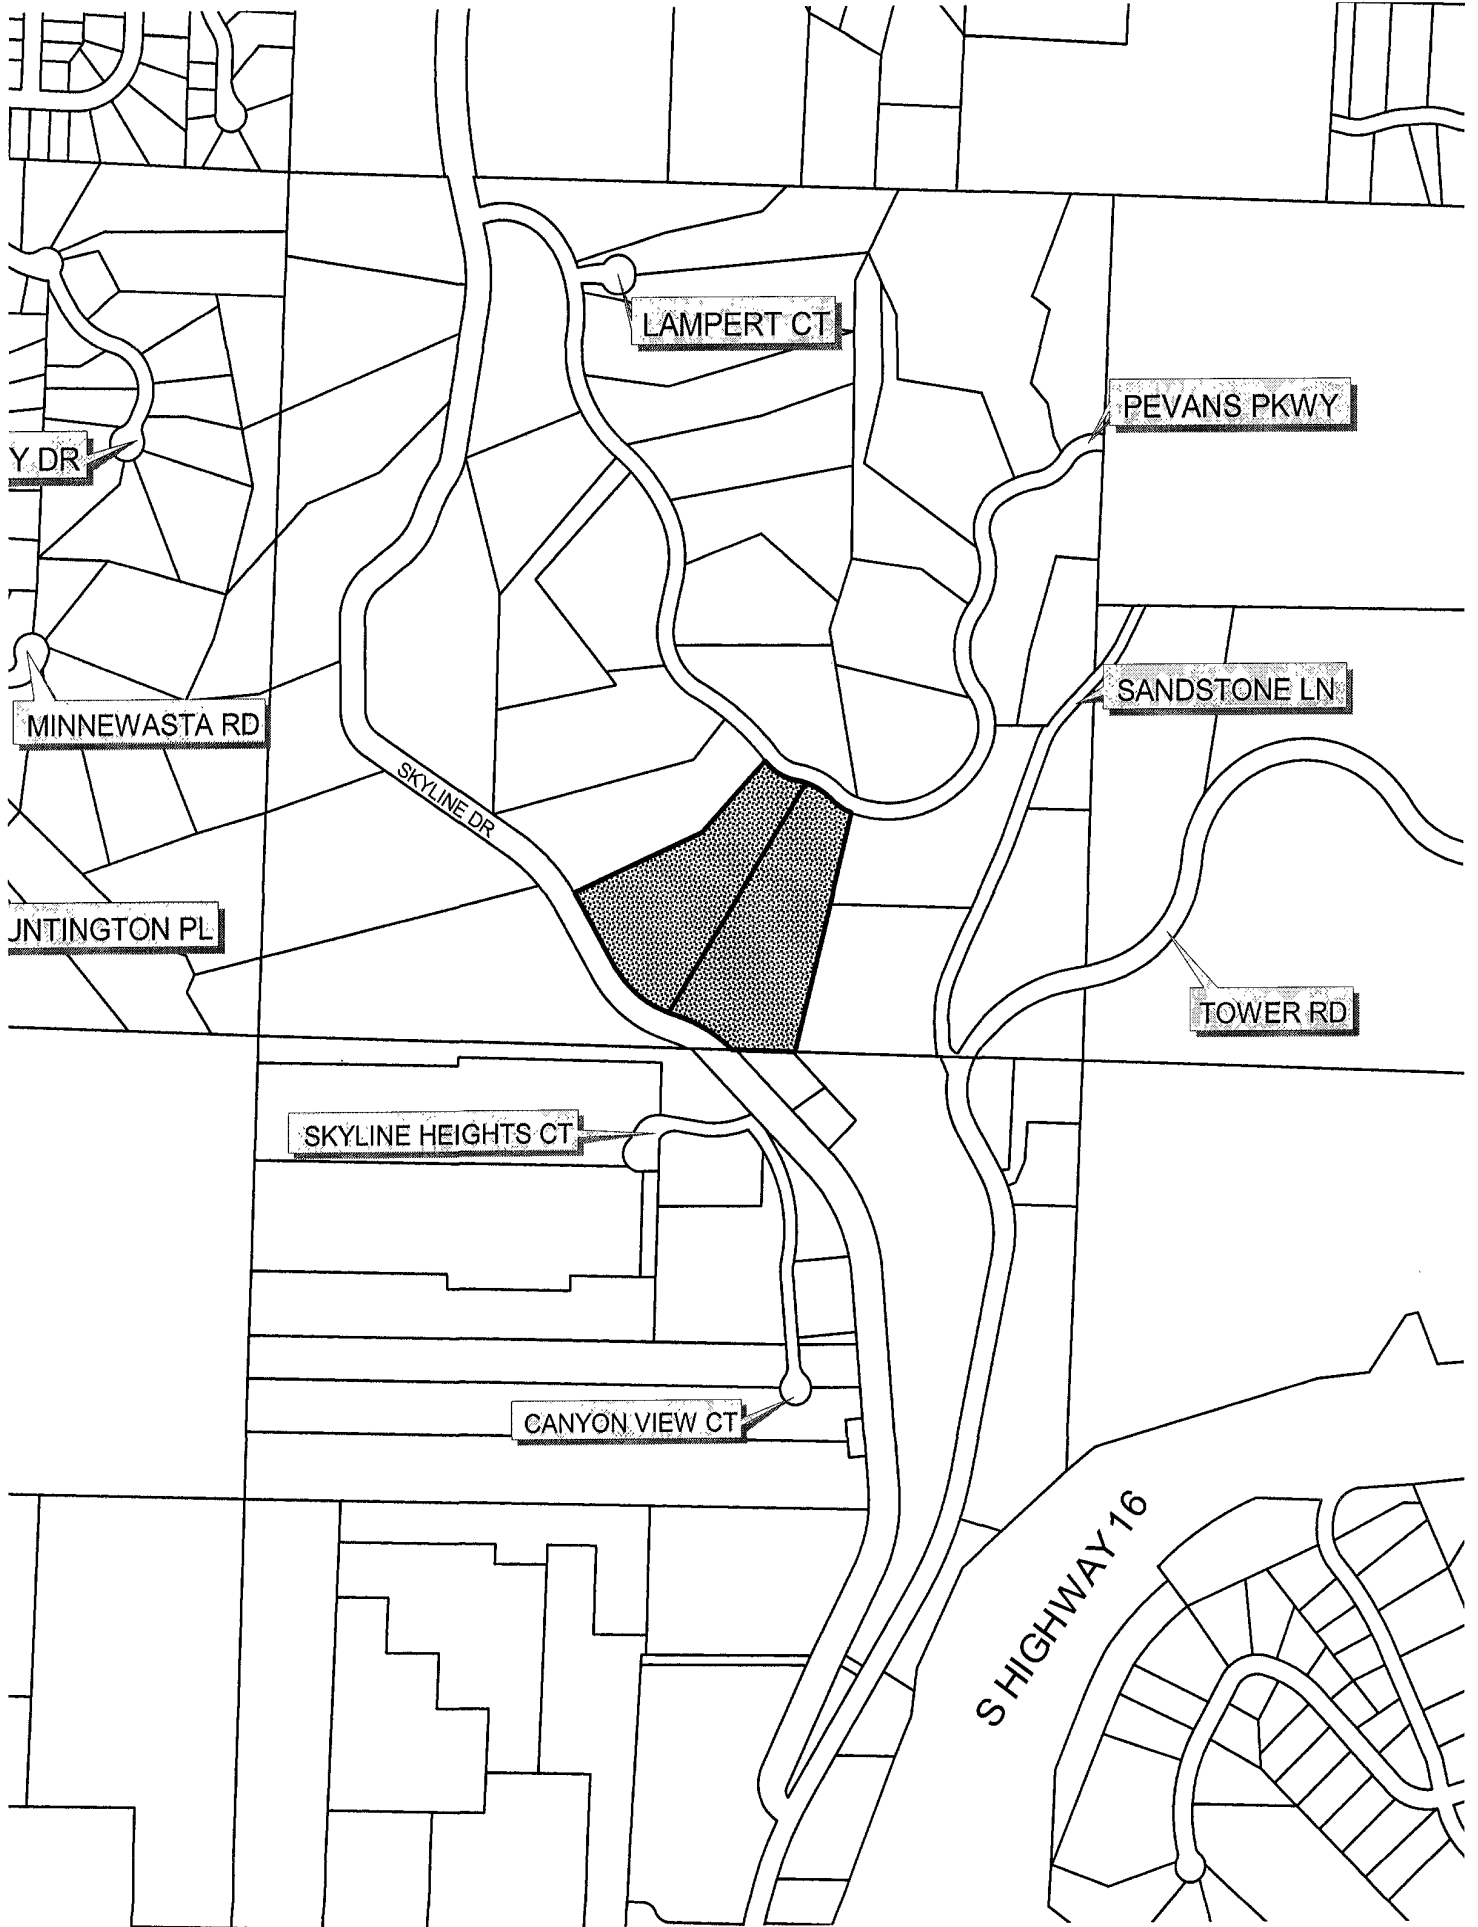 LAMPERT CT
PEVANS PKWY
Y DR
SANDSTONE LN
MINNEWASTA RD
SKYLINE DR
UNTINGTON PL
TOWER RD
SKYLINE HEIGHTS CT
CANYON VIEW CT
S HIGHWAY 16